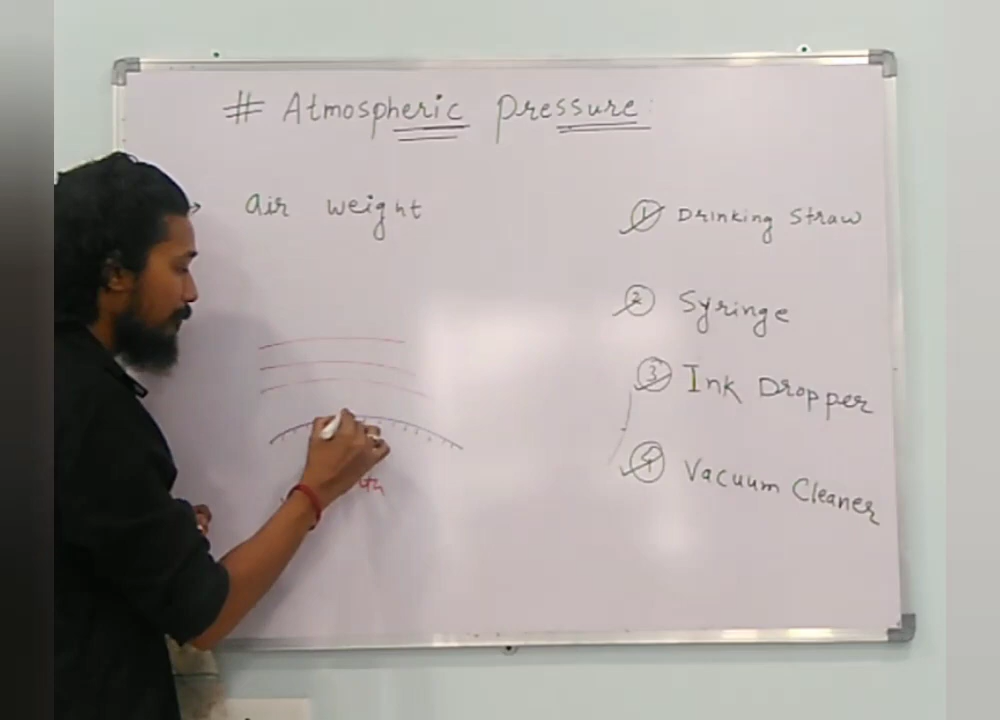 # Atmospheric Pressure:
→ air weight
① Drinking Straw
② Syringe
③ Ink Dropper
④ Vacuum Cleaner